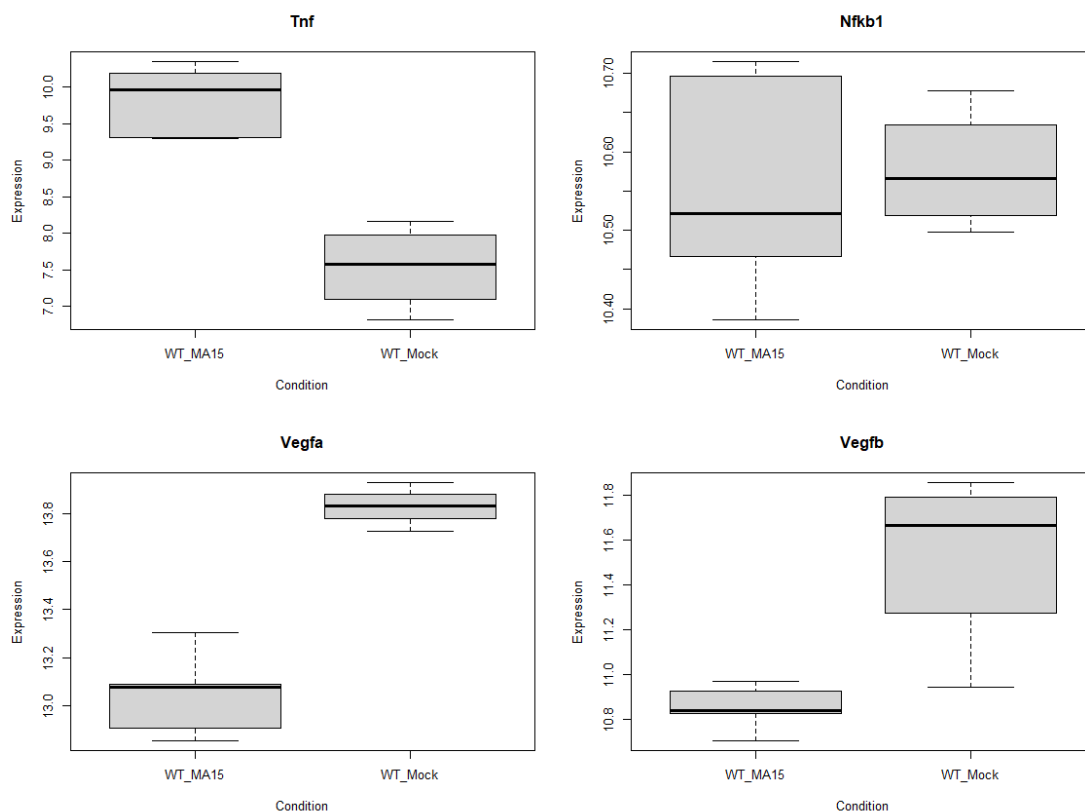 Tnf
Expression
10.0
9.5
9.0
8.5
8.0
7.5
7.0
WT_MA15 WT_Mock
Condition
Nfkb1
Expression
10.70
10.60
10.50
10.40
WT_MA15 WT_Mock
Condition
Vegfa
Expression
13.8
13.6
13.4
13.2
13.0
WT_MA15 WT_Mock
Condition
Vegfb
Expression
11.8
11.6
11.4
11.2
11.0
10.8
WT_MA15 WT_Mock
Condition